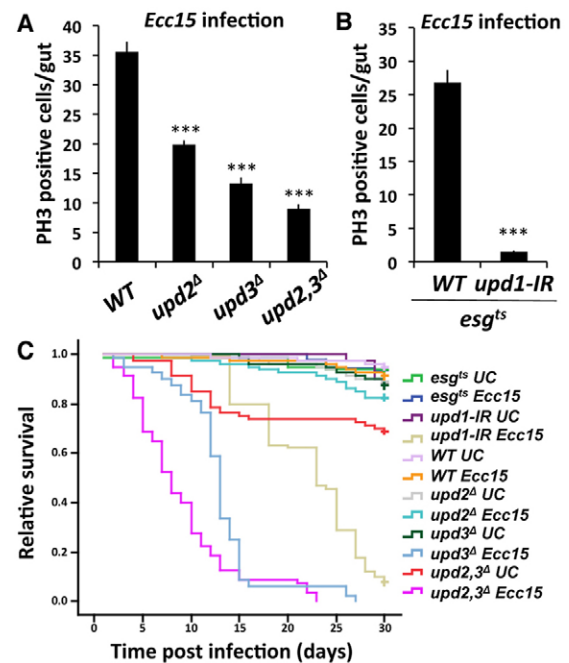 A
Ecc15 infection
PH3 positive cells/gut
40
35
30
25
20
15
10
5
0
***
***
***
WT
upd2Δ
upd3Δ
upd2,3Δ
B
Ecc15 infection
PH3 positive cells/gut
35
30
25
20
15
10
5
0
***
WT upd1-IR
esgts
C
Relative survival
1.0
0.8
0.6
0.4
0.2
0.0
0 5 10 15 20 25 30
Time post infection (days)
esgts UC
esgts Ecc15
upd1-IR UC
upd1-IR Ecc15
WT UC
WT Ecc15
upd2Δ UC
upd2Δ Ecc15
upd3Δ UC
upd3Δ Ecc15
upd2,3Δ UC
upd2,3Δ Ecc15